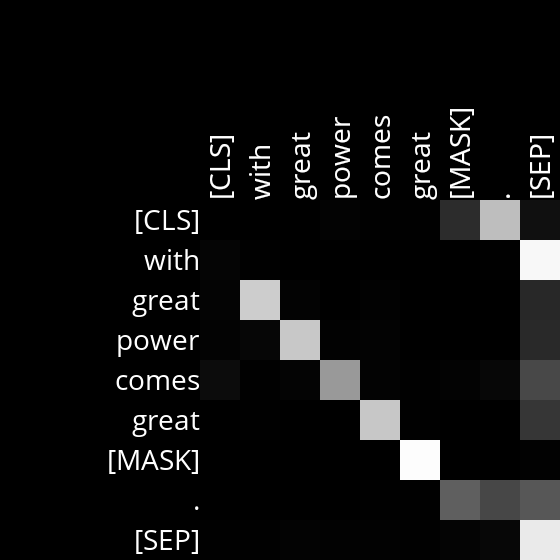 [CLS] with great power comes great [MASK] . [SEP]
[CLS]
with
great
power
comes
great
[MASK]
.
[SEP]